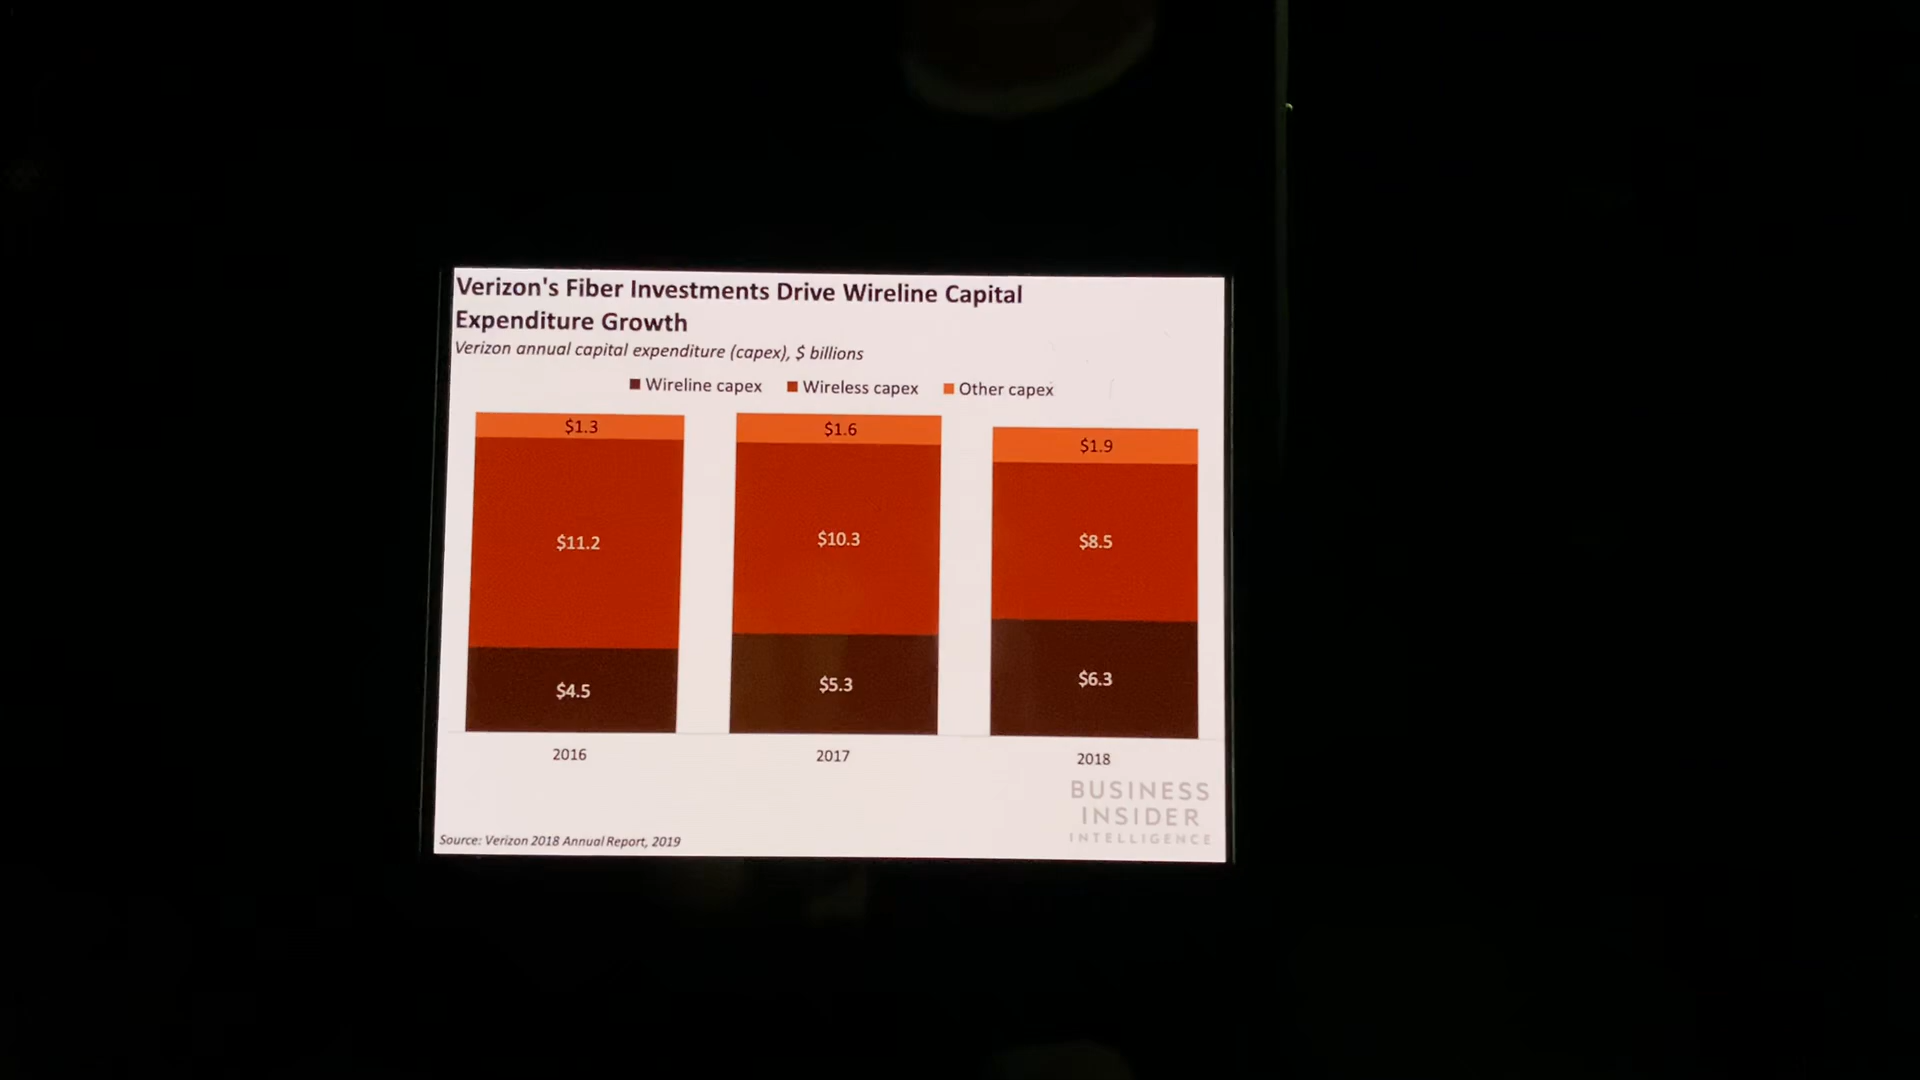 Verizon's Fiber Investments Drive Wireline Capital
Expenditure Growth
Verizon annual capital expenditure (capex), $ billions
Wireline capex Wireless capex Other capex
$1.3 $1.6 $1.9
$11.2 $10.3 $8.5
$4.5 $5.3 $6.3
2016 2017 2018
BUSINESS
INSIDER
INTELLIGENCE
Source: Verizon 2018 Annual Report, 2019